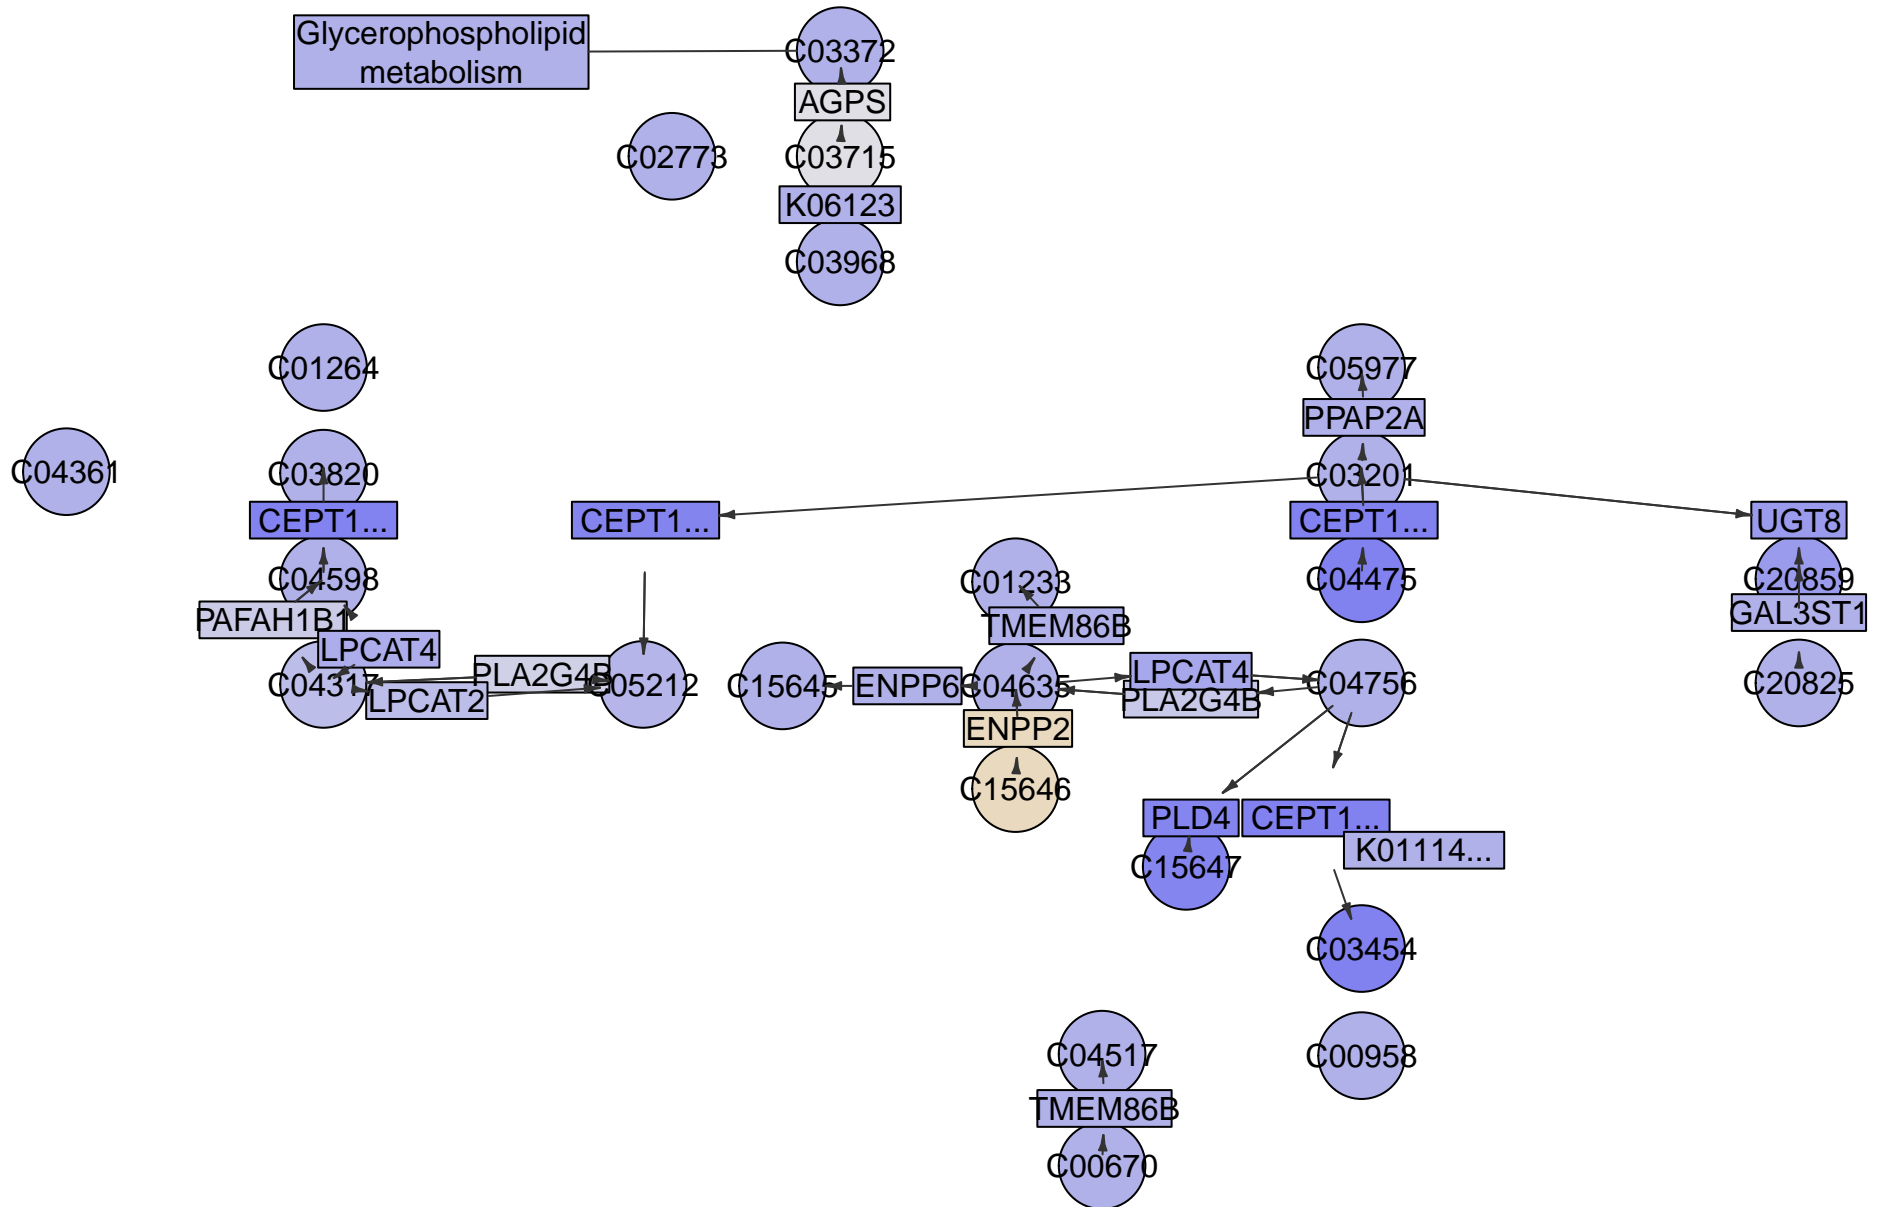 Glycerophospholipid
metabolism
C03372
AGPS
C02773
C03715
K06123
C03968
C01264
C05977
PPAP2A
C04361
C03820
C03201
CEPT1...
CEPT1...
CEPT1...
UGT8
C04598
C01233
C04475
C20859
PAFAH1B1
TMEM86B
GAL3ST1
LPCAT4
PLA2G4B
LPCAT4
C04317
C05212
C15645
ENPP6
C04635
C04756
C20825
LPCAT2
PLA2G4B
ENPP2
C15646
PLD4
CEPT1...
K01114...
C15647
C03454
C04517
C00958
TMEM86B
C00670